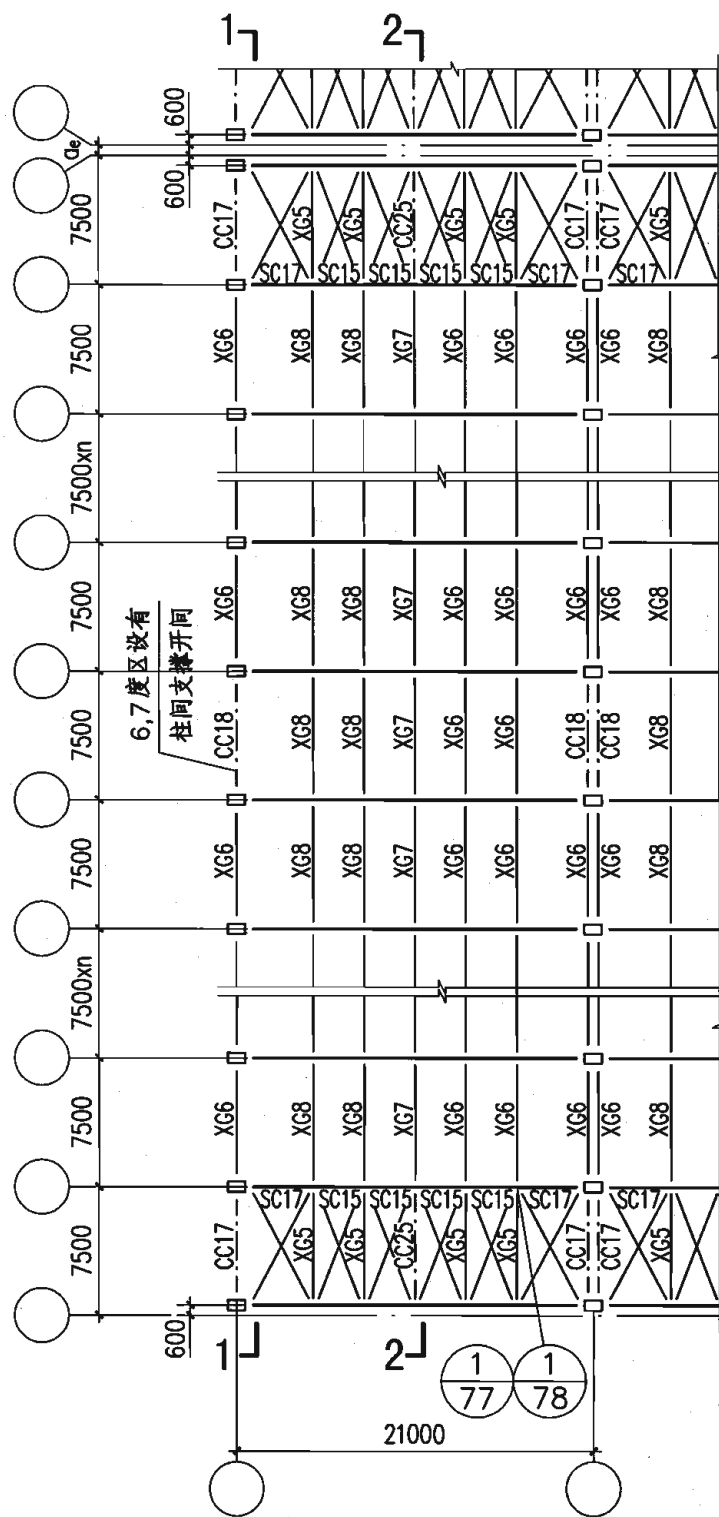 1 2
600
ae
600
7500
CC17 XG5 XG5 CC25 XG5 XG5 CC17 CC17 XG5
SC17 SC15 SC15 SC15 SC15 SC17 SC17
7500
XG6 XG8 XG8 XG7 XG6 XG6 XG6 XG6 XG8
7500xn
7500
XG6 XG8 XG8 XG7 XG6 XG6 XG6 XG6 XG8
6,7度区设有
柱间支撑开间
7500
CC18 XG8 XG8 XG7 XG6 XG6 CC18 CC18 XG8
7500
XG6 XG8 XG8 XG7 XG6 XG6 XG6 XG6 XG8
7500xn
7500
XG6 XG8 XG8 XG7 XG6 XG6 XG6 XG6 XG8
SC17 SC15 SC15 SC15 SC15 SC17 SC17
7500
CC17 XG5 XG5 CC25 XG5 XG5 CC17 CC17 XG5
600
1 2
1 1
77 78
21000